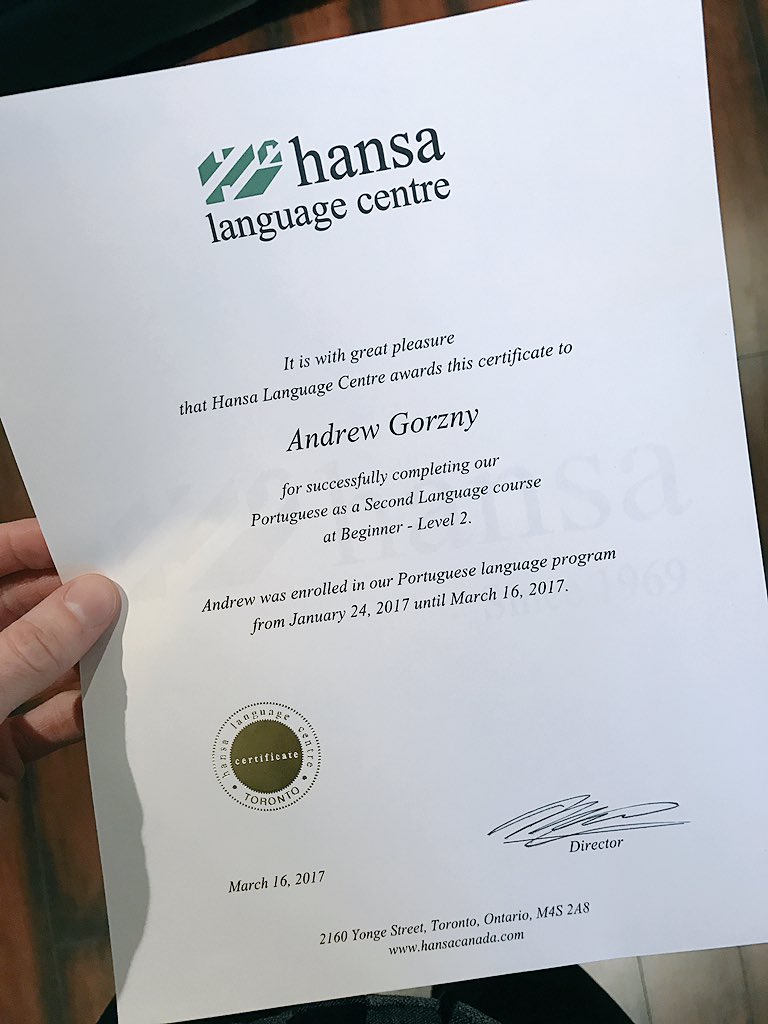 hansa
language centre
It is with great pleasure
that Hansa Language Centre awards this certificate to
Andrew Gorzny
for successfully completing our
Portuguese as a Second Language course
at Beginner - Level 2.
Andrew was enrolled in our Portuguese language program
from January 24, 2017 until March 16, 2017.
hansa
1969
hansa language centre
certificate
• TORONTO •
Director
March 16, 2017
2160 Yonge Street, Toronto, Ontario, M4S 2A8
www.hansacanada.com